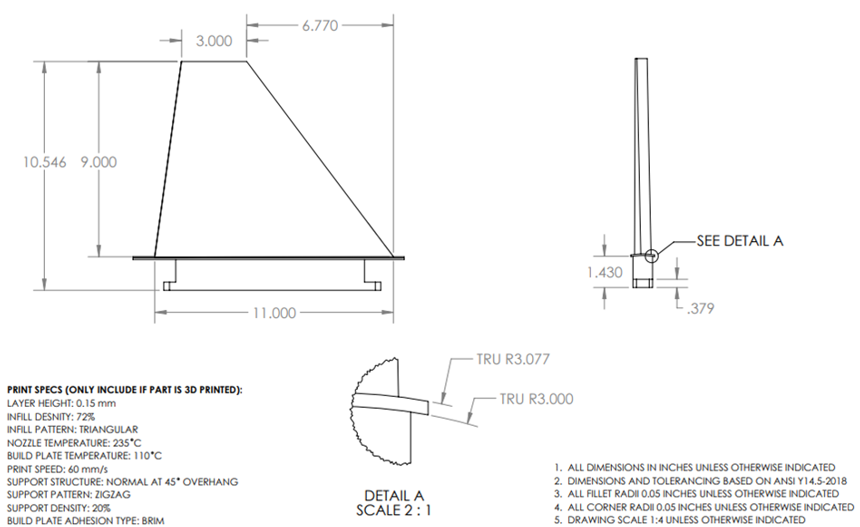 6.770
3.000
10.546
9.000
SEE DETAIL A
1.430
.379
11.000
TRU R3.077
TRU R3.000
PRINT SPECS (ONLY INCLUDE IF PART IS 3D PRINTED):
LAYER HEIGHT: 0.15 mm
INFILL DESNITY: 72%
INFILL PATTERN: TRIANGULAR
NOZZLE TEMPERATURE: 235°C
BUILD PLATE TEMPERATURE: 110°C
PRINT SPEED: 60 mm/s
SUPPORT STRUCTURE: NORMAL AT 45° OVERHANG
SUPPORT PATTERN: ZIGZAG
SUPPORT DENSITY: 20%
BUILD PLATE ADHESION TYPE: BRIM
DETAIL A
SCALE 2 : 1
1. ALL DIMENSIONS IN INCHES UNLESS OTHERWISE INDICATED
2. DIMENSIONS AND TOLERANCING BASED ON ANSI Y14.5-2018
3. ALL FILLET RADII 0.05 INCHES UNLESS OTHERWISE INDICATED
4. ALL CORNER RADII 0.05 INCHES UNLESS OTHERWISE INDICATED
5. DRAWING SCALE 1:4 UNLESS OTHERWISE INDICATED